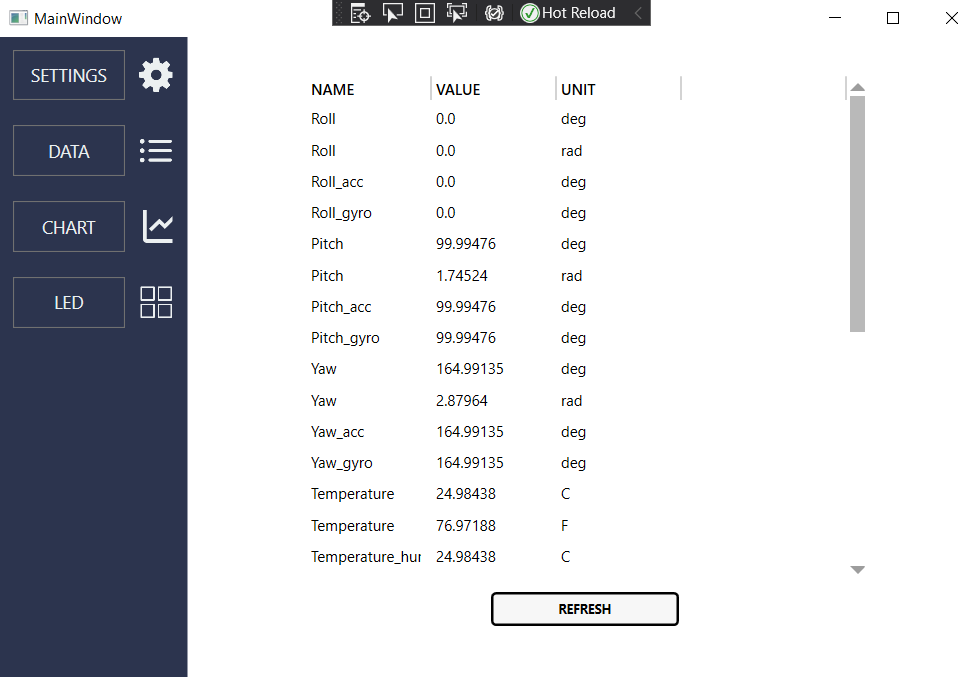 MainWindow
Hot Reload
SETTINGS
DATA
CHART
LED
NAME VALUE UNIT
Roll 0.0 deg
Roll 0.0 rad
Roll_acc 0.0 deg
Roll_gyro 0.0 deg
Pitch 99.99476 deg
Pitch 1.74524 rad
Pitch_acc 99.99476 deg
Pitch_gyro 99.99476 deg
Yaw 164.99135 deg
Yaw 2.87964 rad
Yaw_acc 164.99135 deg
Yaw_gyro 164.99135 deg
Temperature 24.98438 C
Temperature 76.97188 F
Temperature_hur 24.98438 C
REFRESH